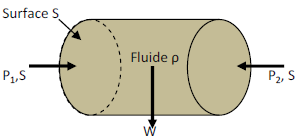 Surface S
Fluide ρ
P1,S
P2, S
W